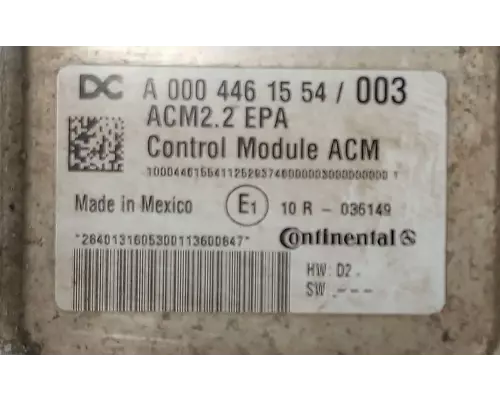 DC A 000 446 15 54 / 003
ACM2.2 EPA
Control Module ACM
Made in Mexico E1 10 R - 036149
*2840131605300113600647* Continental
HW: D2.
SW .---